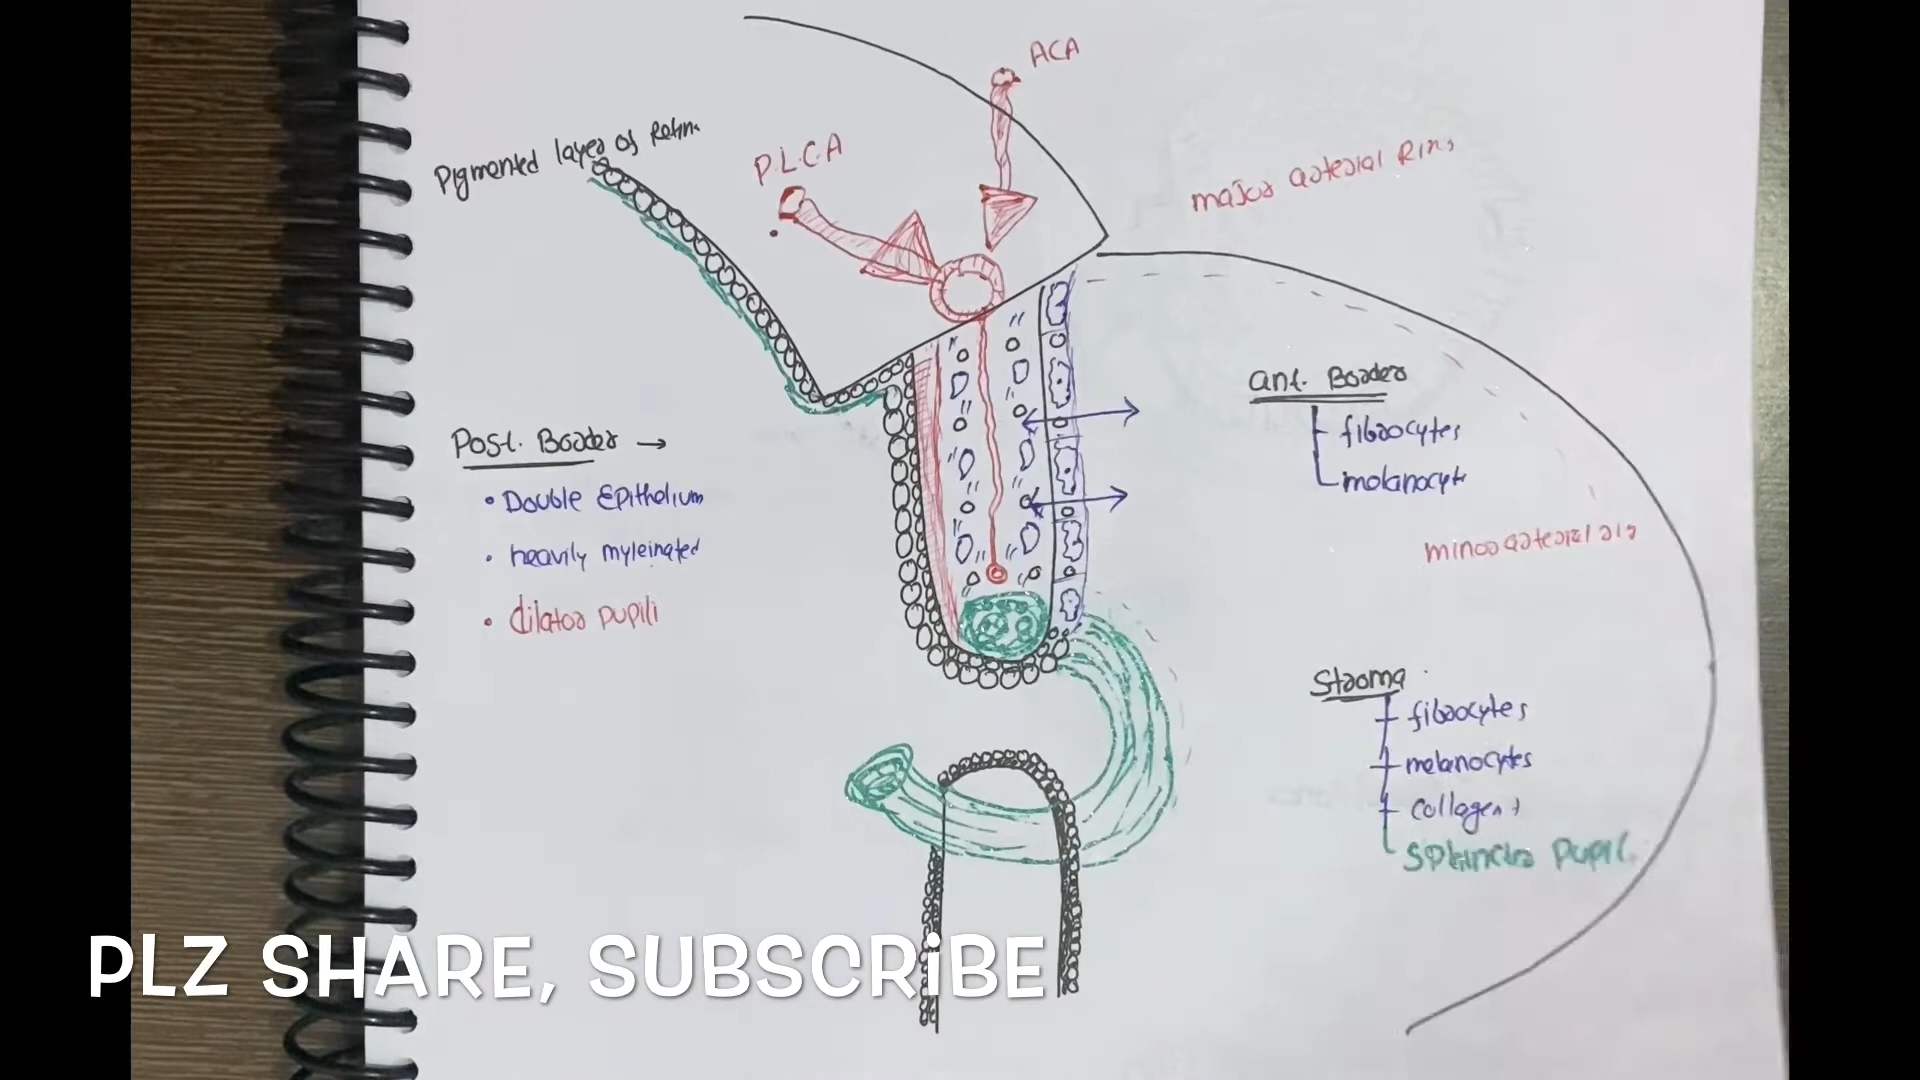 ACA
Pigmented layer of Retina
P.L.C.A
major arterial Ring
ant. Border
fibrocytes
melanocyte
Post. Border →
• Double Epithelium
• heavily myleinated
• dilator pupili
minor arterial
Stroma
fibrocytes
melanocytes
collagen
Sphincter Pupil
PLZ SHARE, SUBSCRiBE